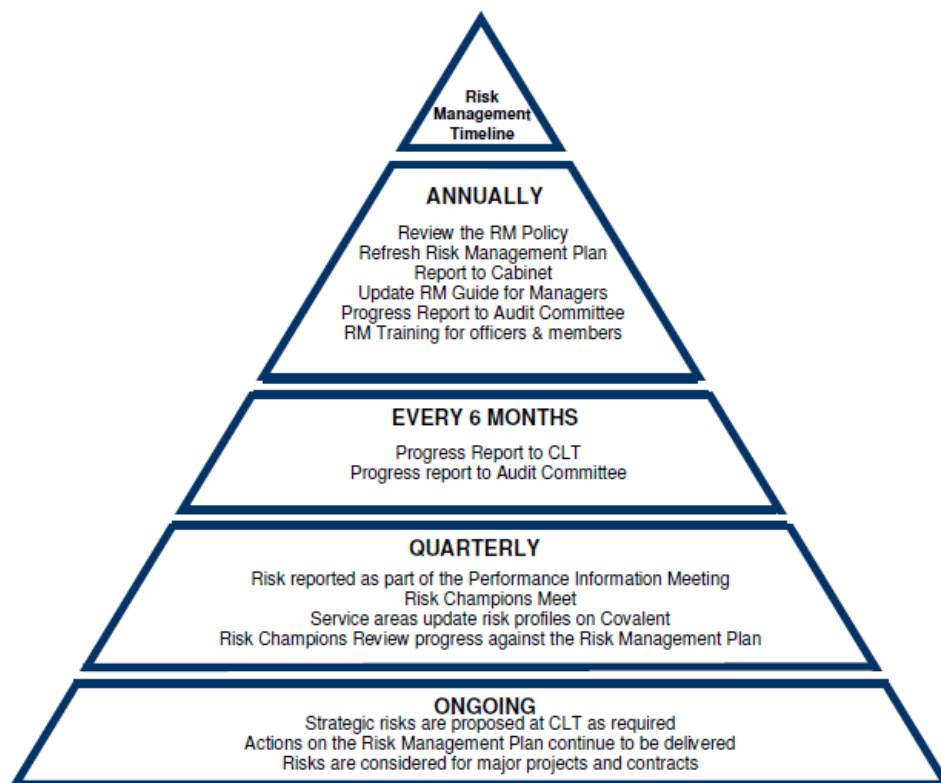 Risk
Management
Timeline
ANNUALLY
Review the RM Policy
Refresh Risk Management Plan
Report to Cabinet
Update RM Guide for Managers
Progress Report to Audit Committee
RM Training for officers & members
EVERY 6 MONTHS
Progress Report to CLT
Progress report to Audit Committee
QUARTERLY
Risk reported as part of the Performance Information Meeting
Risk Champions Meet
Service areas update risk profiles on Covalent
Risk Champions Review progress against the Risk Management Plan
ONGOING
Strategic risks are proposed at CLT as required
Actions on the Risk Management Plan continue to be delivered
Risks are considered for major projects and contracts